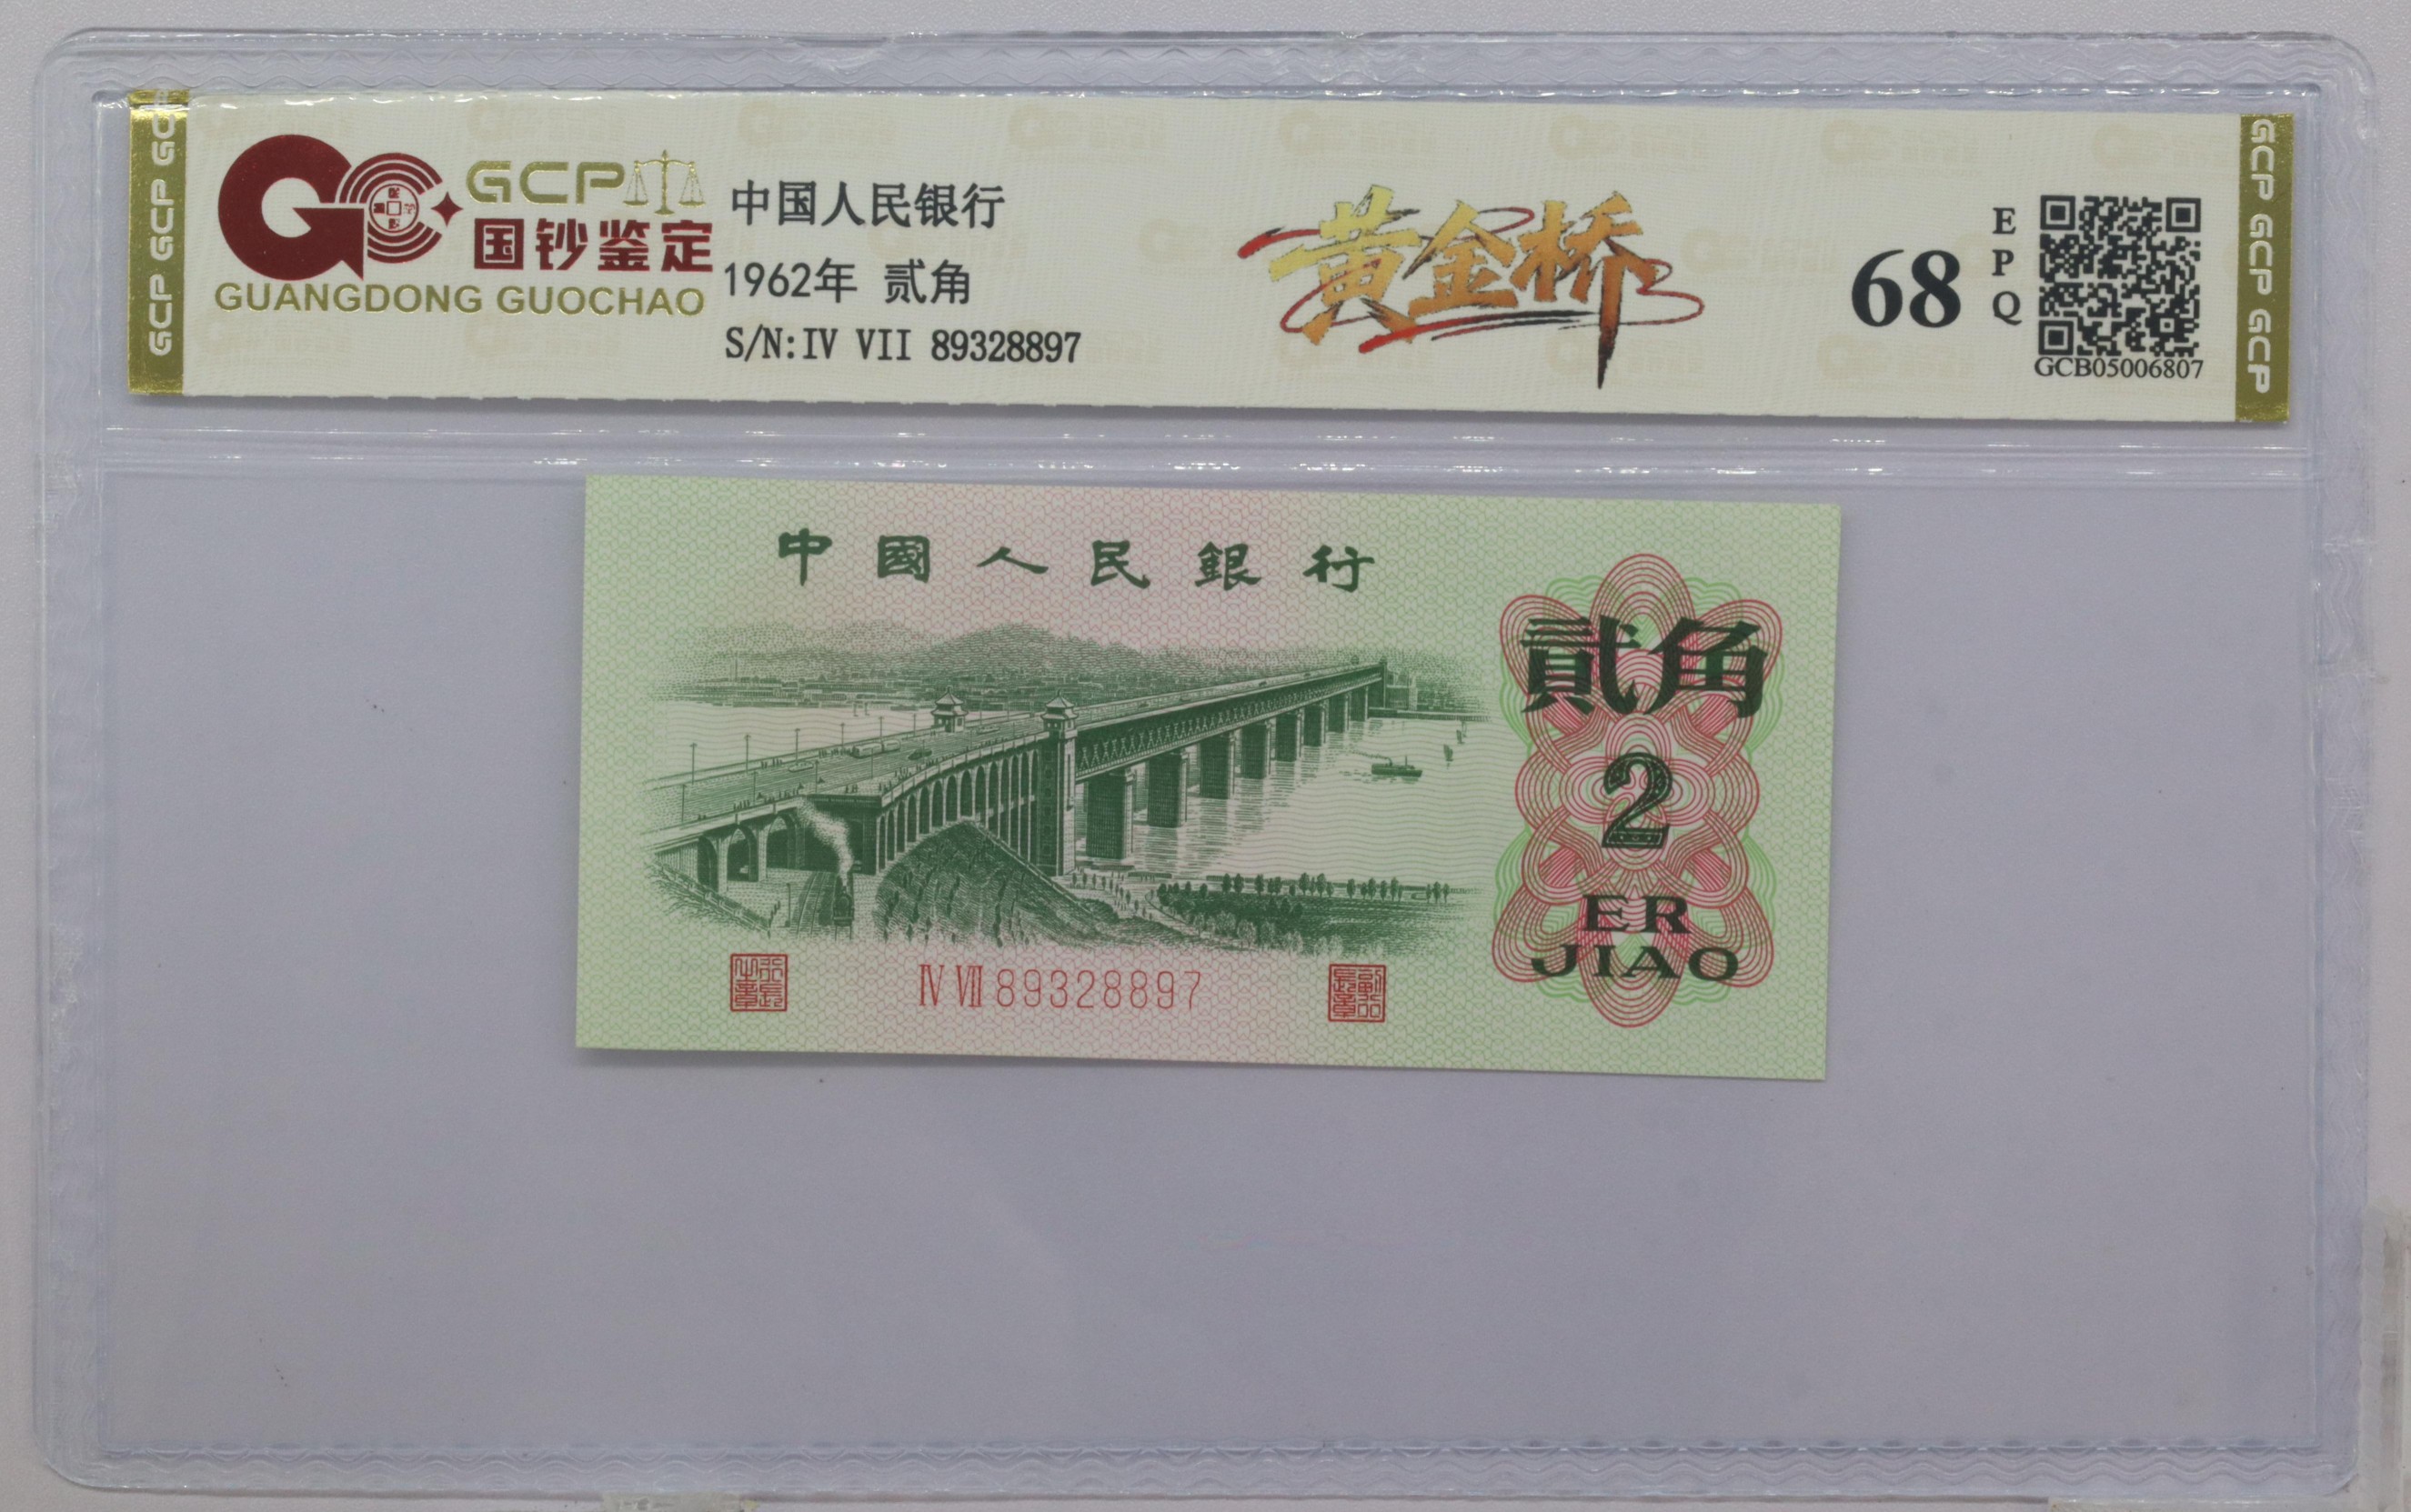 GCP GCP GCP
GCP
国钞鉴定
GUANGDONG GUOCHAO
中国人民银行
1962年 贰角
S/N:IV VII 89328897
黄金桥
68
EPQ
GCB05006807
GCP GCP GCP
中國人民銀行
貳角
2
ER
JIAO
Ⅳ Ⅶ 89328897